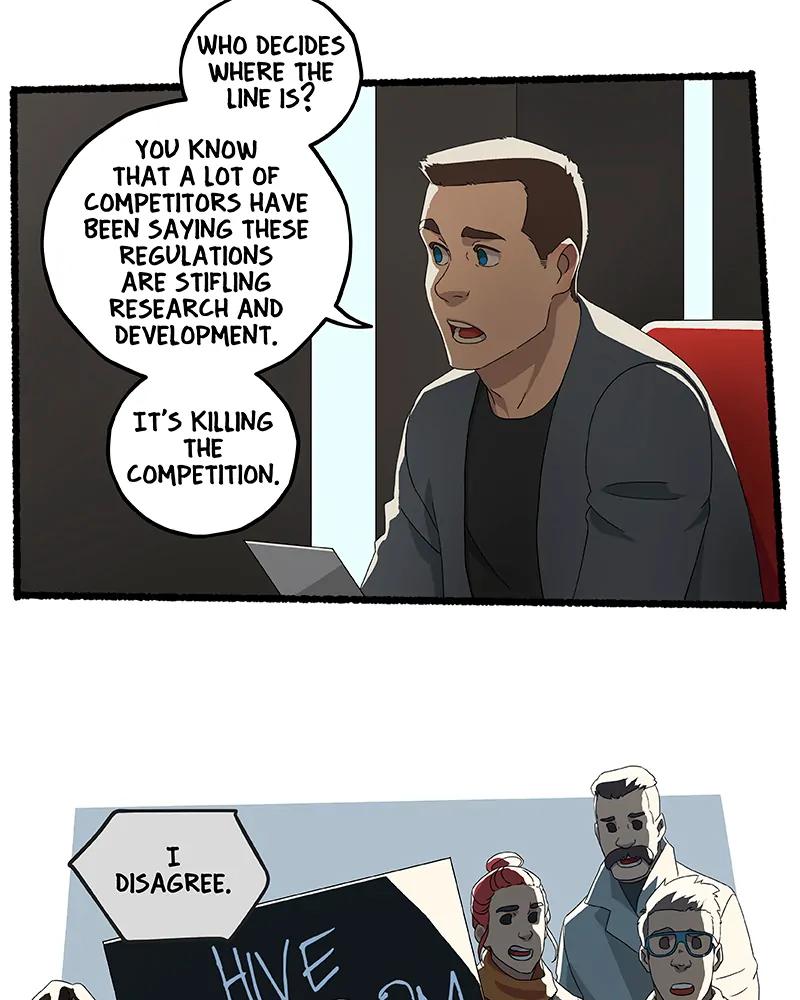 WHO DECIDES
WHERE THE
LINE IS?
YOU KNOW
THAT A LOT OF
COMPETITORS HAVE
BEEN SAYING THESE
REGULATIONS
ARE STIFLING
RESEARCH AND
DEVELOPMENT.
IT'S KILLING
THE
COMPETITION.
I
DISAGREE.
HIVE